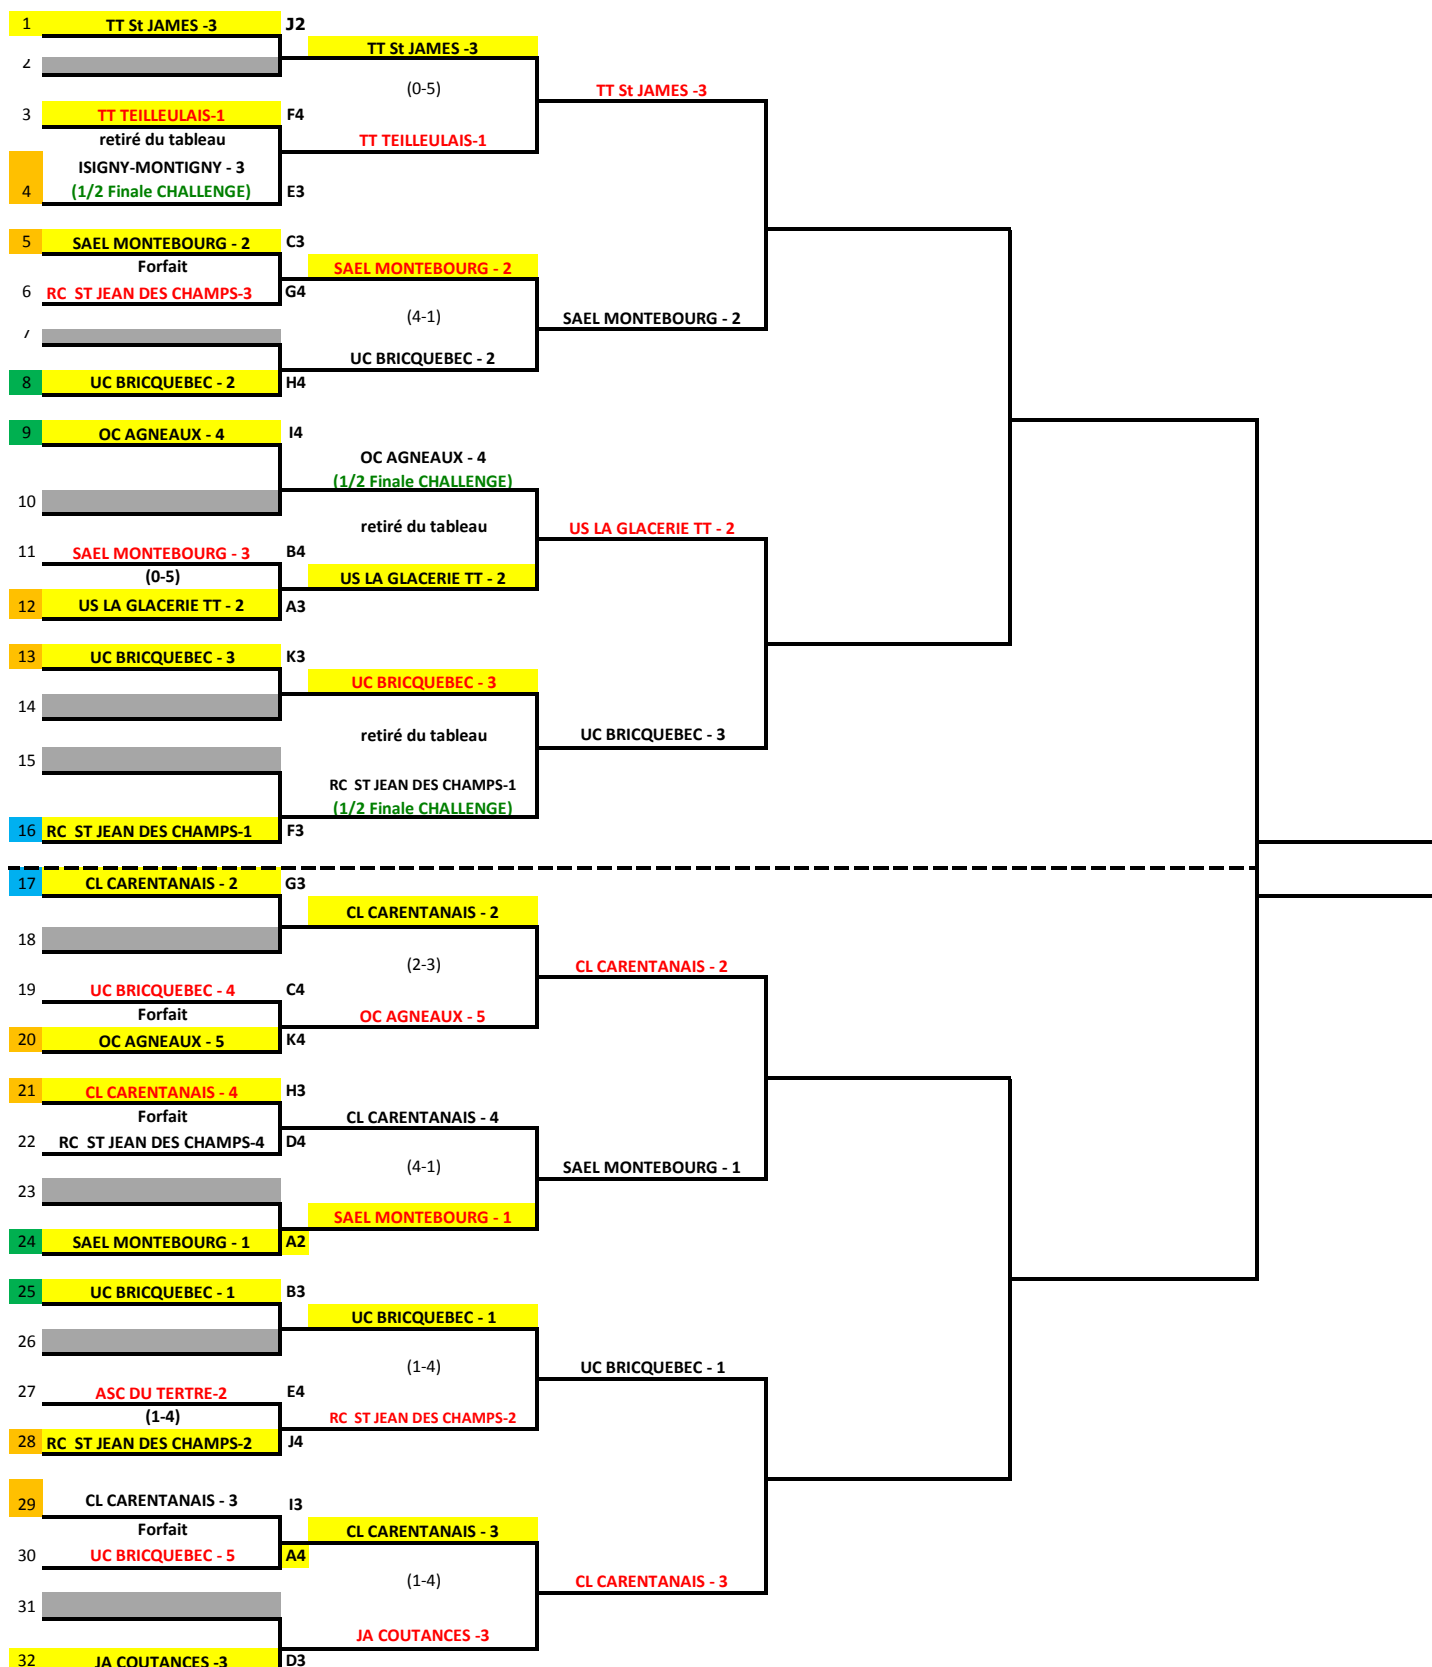 1 TT St JAMES -3 J2
TT St JAMES -3
2
(0-5)
TT St JAMES -3
3 TT TEILLEULAIS-1 F4
retiré du tableau
TT TEILLEULAIS-1
ISIGNY-MONTIGNY - 3
4 (1/2 Finale CHALLENGE) E3
5 SAEL MONTEBOURG - 2 C3
Forfait
SAEL MONTEBOURG - 2
6 RC ST JEAN DES CHAMPS-3 G4
(4-1)
SAEL MONTEBOURG - 2
7
UC BRICQUEBEC - 2
8 UC BRICQUEBEC - 2 H4
9 OC AGNEAUX - 4 I4
OC AGNEAUX - 4
(1/2 Finale CHALLENGE)
10
retiré du tableau
US LA GLACERIE TT - 2
11 SAEL MONTEBOURG - 3 B4
(0-5)
US LA GLACERIE TT - 2
12 US LA GLACERIE TT - 2 A3
13 UC BRICQUEBEC - 3 K3
UC BRICQUEBEC - 3
14
retiré du tableau
UC BRICQUEBEC - 3
15
RC ST JEAN DES CHAMPS-1
(1/2 Finale CHALLENGE)
16 RC ST JEAN DES CHAMPS-1 F3
17 CL CARENTANAIS - 2 G3
CL CARENTANAIS - 2
18
(2-3)
CL CARENTANAIS - 2
19 UC BRICQUEBEC - 4 C4
Forfait
OC AGNEAUX - 5
20 OC AGNEAUX - 5 K4
21 CL CARENTANAIS - 4 H3
Forfait
CL CARENTANAIS - 4
22 RC ST JEAN DES CHAMPS-4 D4
(4-1)
SAEL MONTEBOURG - 1
23
SAEL MONTEBOURG - 1
24 SAEL MONTEBOURG - 1 A2
25 UC BRICQUEBEC - 1 B3
UC BRICQUEBEC - 1
26
(1-4)
UC BRICQUEBEC - 1
27 ASC DU TERTRE-2 E4
(1-4)
RC ST JEAN DES CHAMPS-2
28 RC ST JEAN DES CHAMPS-2 J4
29 CL CARENTANAIS - 3 I3
Forfait
CL CARENTANAIS - 3
30 UC BRICQUEBEC - 5 A4
(1-4)
CL CARENTANAIS - 3
31
JA COUTANCES -3
32 JA COUTANCES -3 D3